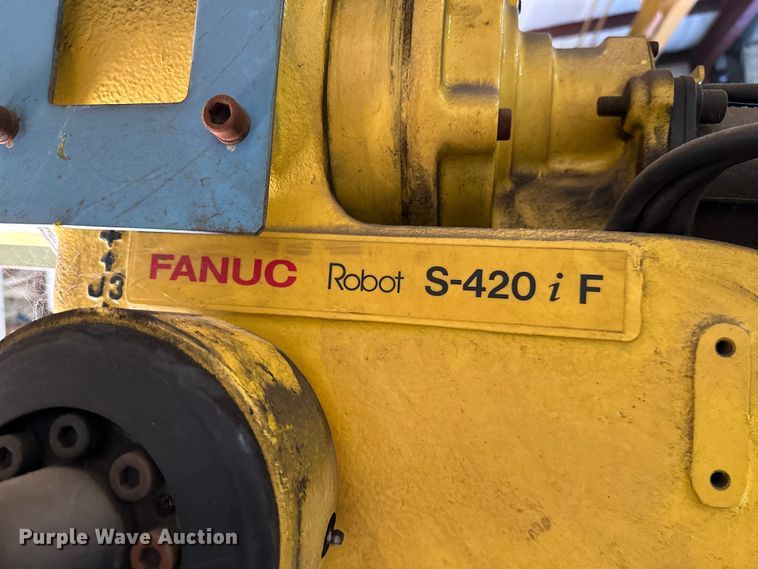 FANUC Robot S-420 i F
J3
Purple Wave Auction